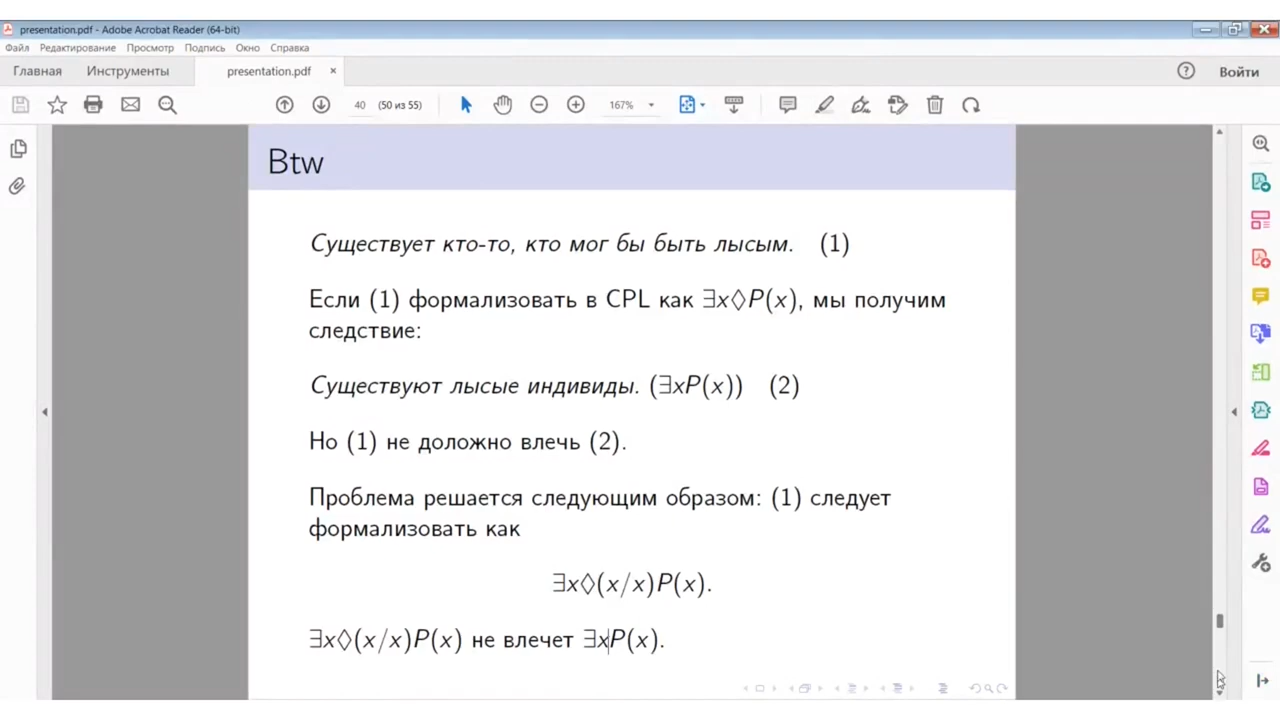 presentation.pdf - Adobe Acrobat Reader (64-bit)
Файл Редактирование Просмотр Подпись Окно Справка
Главная Инструменты presentation.pdf × Войти
40 (50 из 55) 167%
Btw
Существует кто-то, кто мог бы быть лысым. (1)
Если (1) формализовать в CPL как ∃x◊P(x), мы получим
следствие:
Существуют лысые индивиды. (∃xP(x)) (2)
Но (1) не доложно влечь (2).
Проблема решается следующим образом: (1) следует
формализовать как
∃x◊(x/x)P(x).
∃x◊(x/x)P(x) не влечет ∃xP(x).